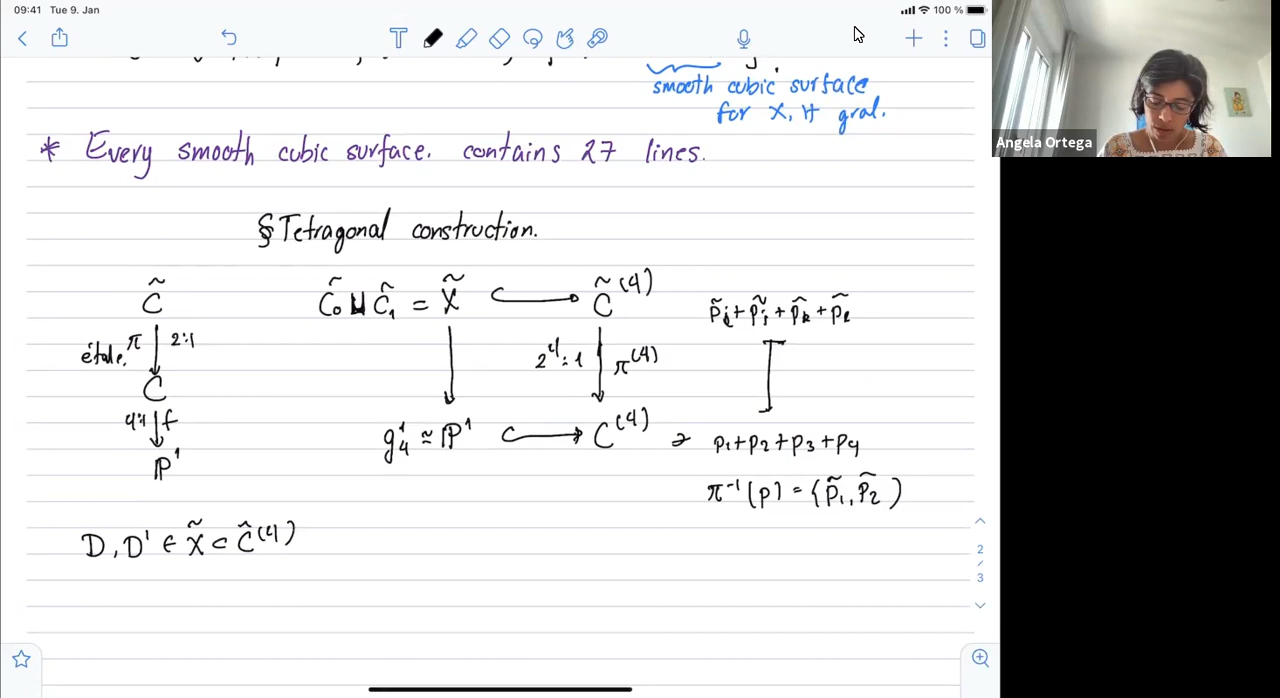 09:41 Tue 9. Jan
100 %
smooth cubic surface
for X, H gral.
* Every smooth cubic surface. contains 27 lines.
§ Tetragonal construction.
C̃
étale. π 2:1
C
4:1 f
ℙ¹
C̃₀ ⊔ C̃₁ = X̃ ↪ C̃⁽⁴⁾
2⁴:1 π⁽⁴⁾
g¹₄ ≃ ℙ¹ ↪ C⁽⁴⁾ ∋ p₁+p₂+p₃+p₄
p̃ᵢ + p̃ⱼ + p̃ₖ + p̃ₗ
π⁻¹(p) = {p̃₁, p̃₂}
D, D' ∈ X̃ ⊂ C̃⁽⁴⁾
2
/
3
Angela Ortega